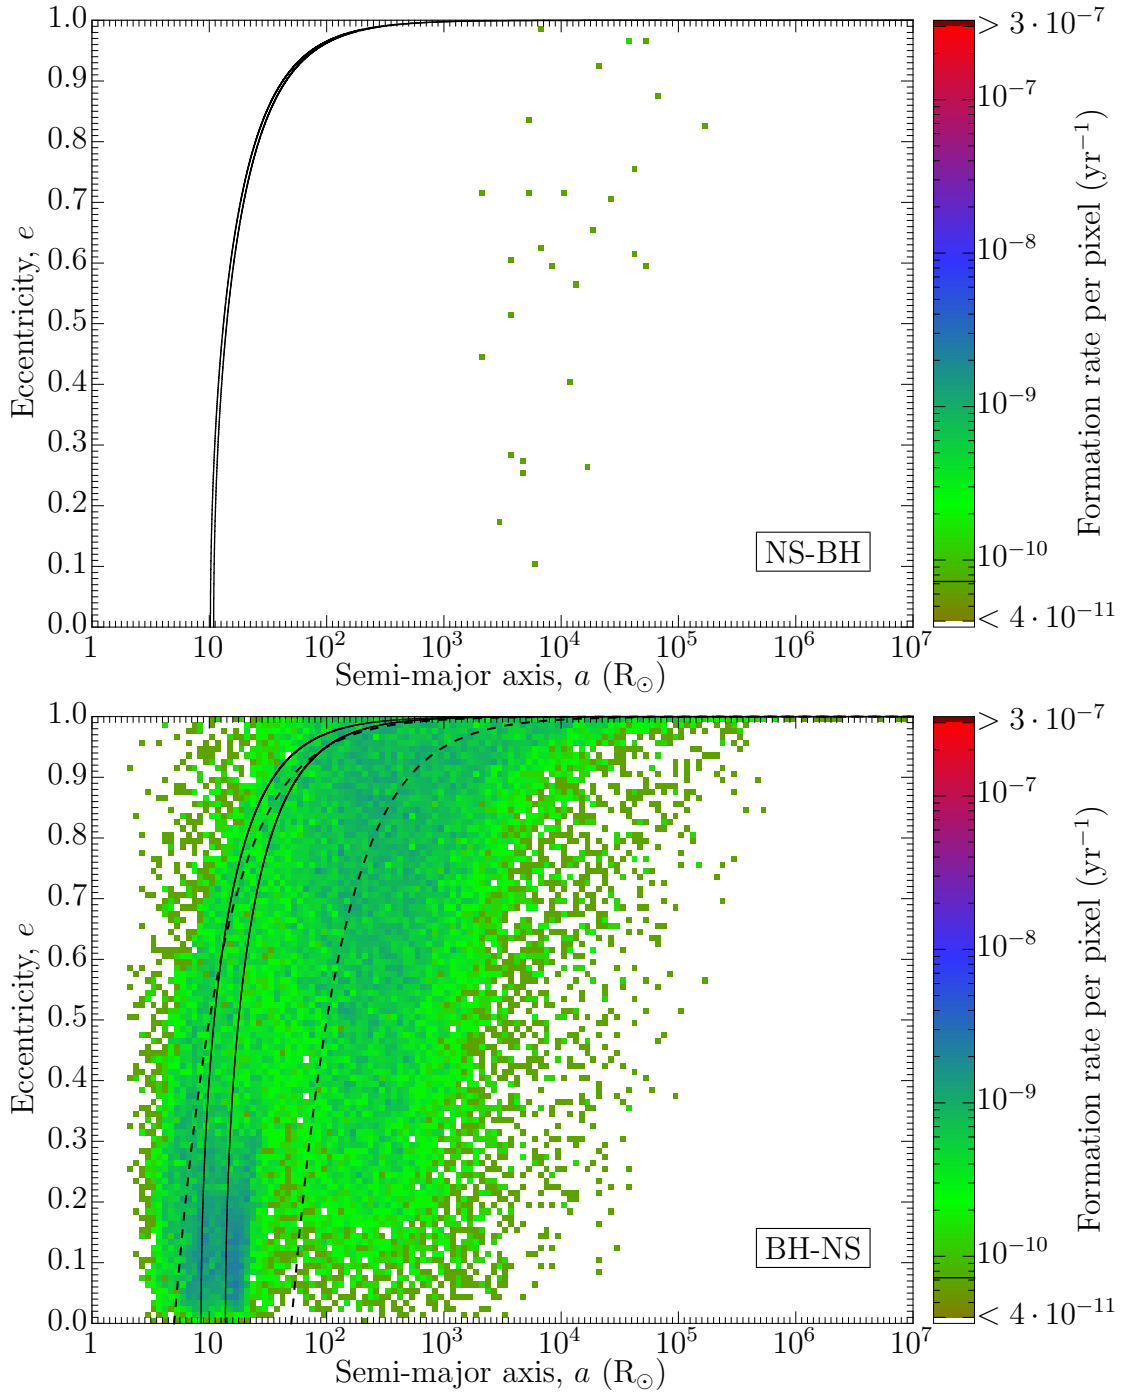 1.0
0.9
0.8
0.7
0.6
0.5
0.4
0.3
0.2
0.1
0.0
Eccentricity, e
1 10 10² 10³ 10⁴ 10⁵ 10⁶ 10⁷
Semi-major axis, a (R⊙)
NS-BH
> 3 · 10⁻⁷
10⁻⁷
10⁻⁸
10⁻⁹
10⁻¹⁰
< 4 · 10⁻¹¹
Formation rate per pixel (yr⁻¹)
1.0
0.9
0.8
0.7
0.6
0.5
0.4
0.3
0.2
0.1
0.0
Eccentricity, e
1 10 10² 10³ 10⁴ 10⁵ 10⁶ 10⁷
Semi-major axis, a (R⊙)
BH-NS
> 3 · 10⁻⁷
10⁻⁷
10⁻⁸
10⁻⁹
10⁻¹⁰
< 4 · 10⁻¹¹
Formation rate per pixel (yr⁻¹)